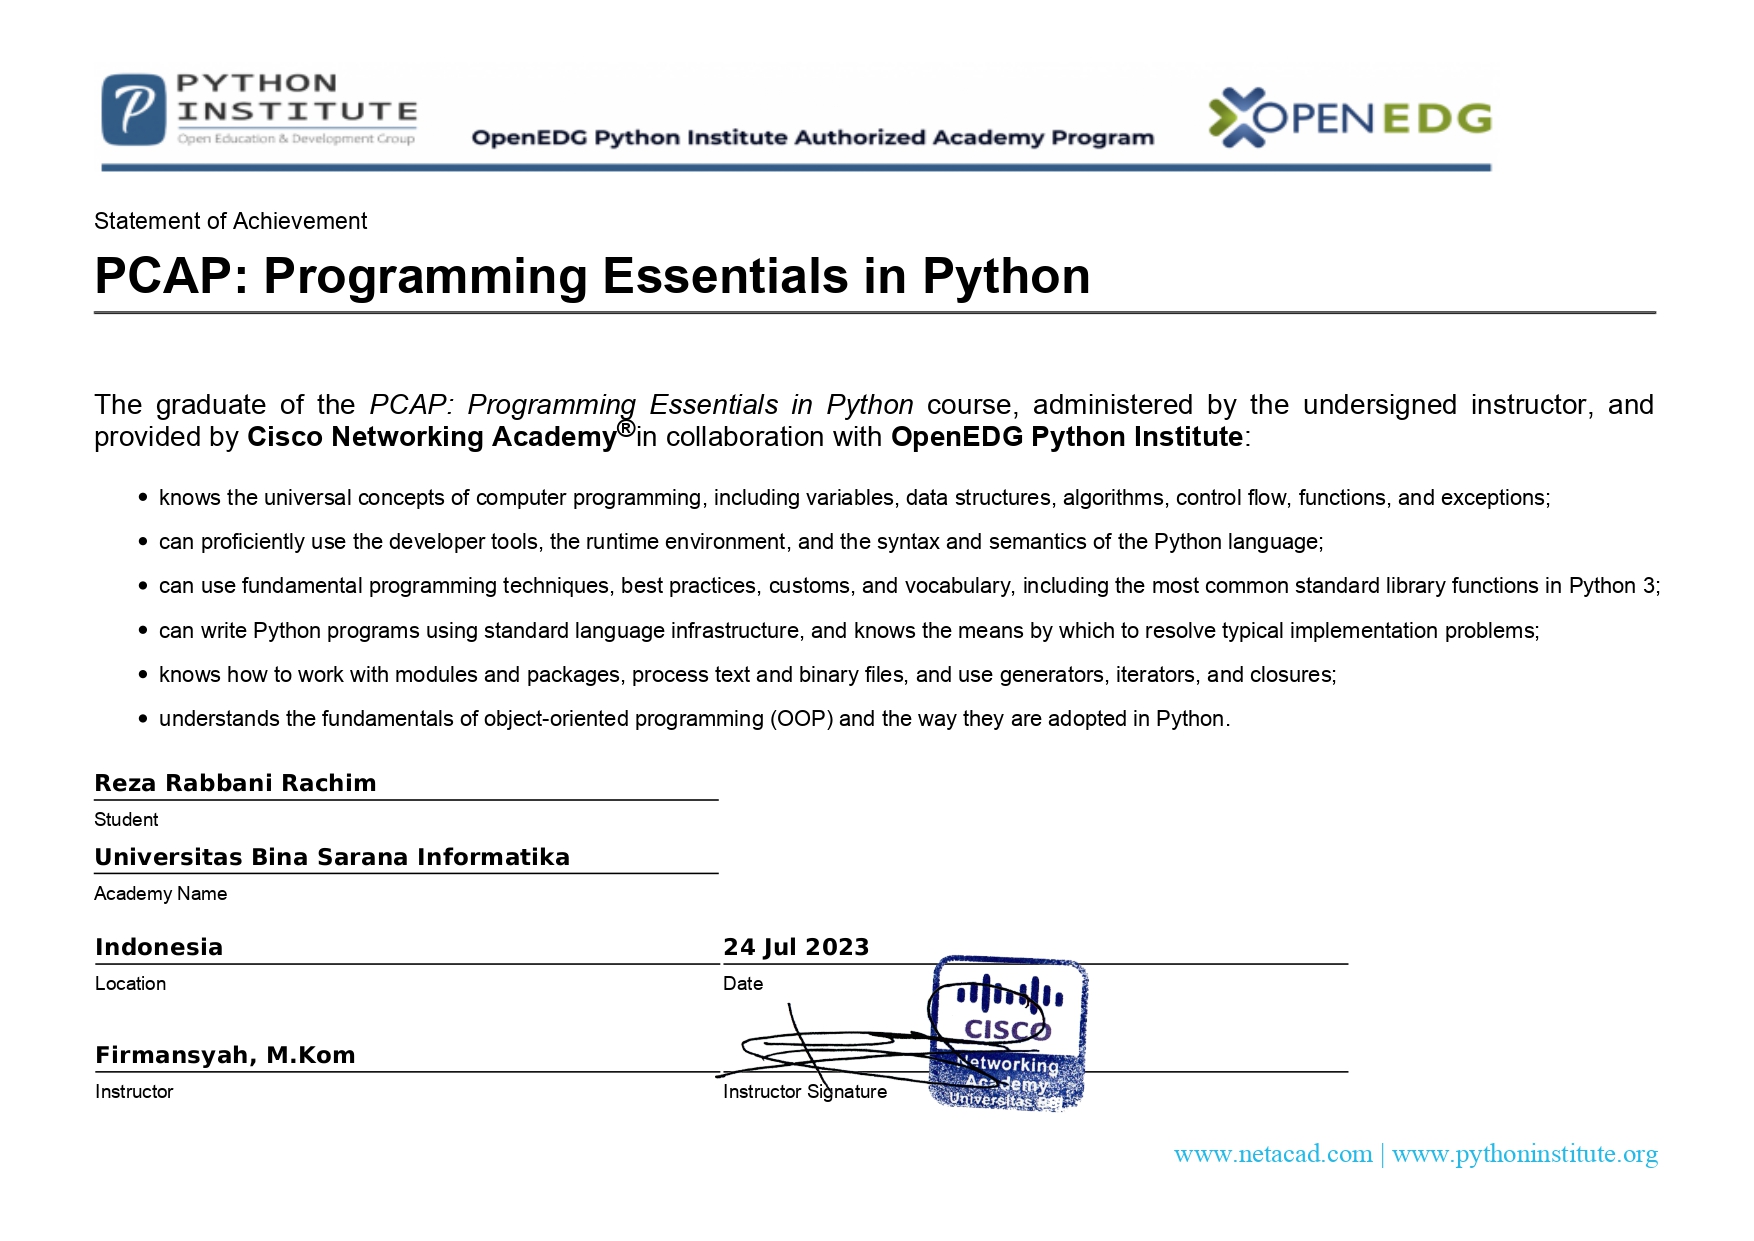 PYTHON
INSTITUTE
Open Education & Development Group
OpenEDG Python Institute Authorized Academy Program
OPENEDG
Statement of Achievement
PCAP: Programming Essentials in Python
The graduate of the PCAP: Programming Essentials in Python course, administered by the undersigned instructor, and
provided by Cisco Networking Academy®in collaboration with OpenEDG Python Institute:
• knows the universal concepts of computer programming, including variables, data structures, algorithms, control flow, functions, and exceptions;
• can proficiently use the developer tools, the runtime environment, and the syntax and semantics of the Python language;
• can use fundamental programming techniques, best practices, customs, and vocabulary, including the most common standard library functions in Python 3;
• can write Python programs using standard language infrastructure, and knows the means by which to resolve typical implementation problems;
• knows how to work with modules and packages, process text and binary files, and use generators, iterators, and closures;
• understands the fundamentals of object-oriented programming (OOP) and the way they are adopted in Python.
Reza Rabbani Rachim
Student
Universitas Bina Sarana Informatika
Academy Name
Indonesia
24 Jul 2023
Location
Date
CISCO
Networking
Academy
Universitas
Firmansyah, M.Kom
Instructor
Instructor Signature
www.netacad.com | www.pythoninstitute.org